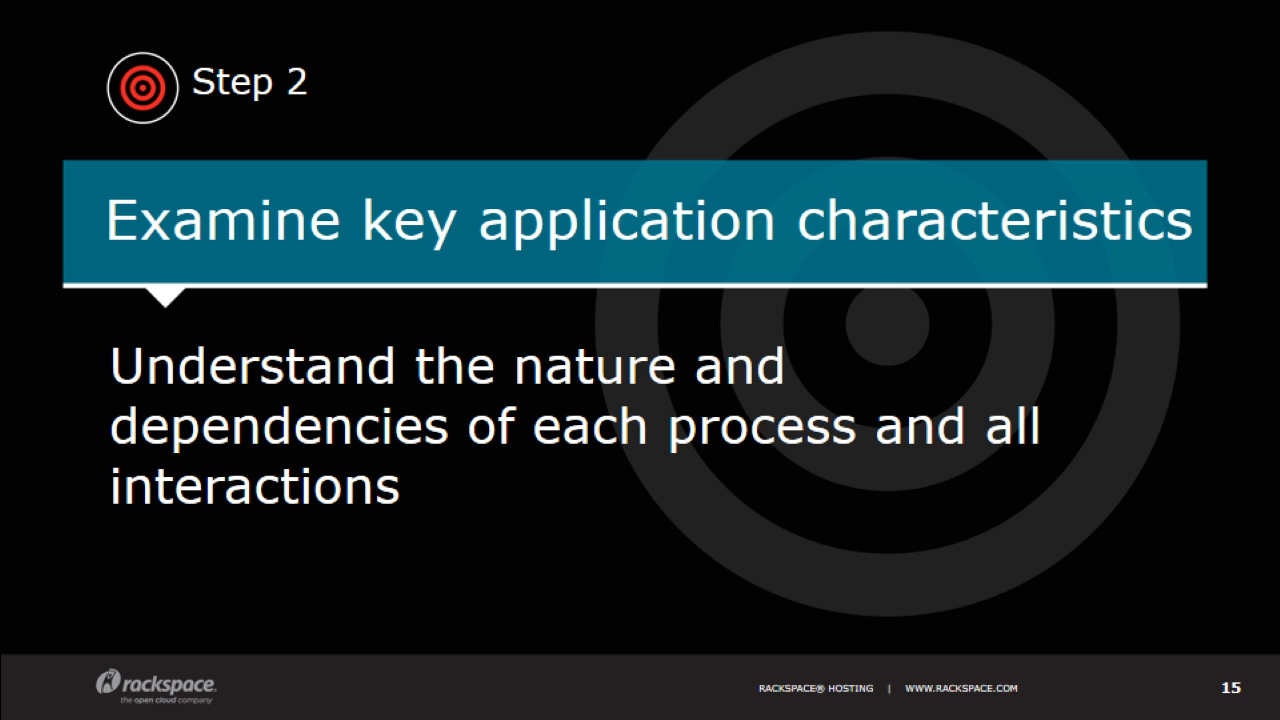 Step 2
Examine key application characteristics
Understand the nature and
dependencies of each process and all
interactions
rackspace.
the open cloud company
RACKSPACE® HOSTING | WWW.RACKSPACE.COM
15